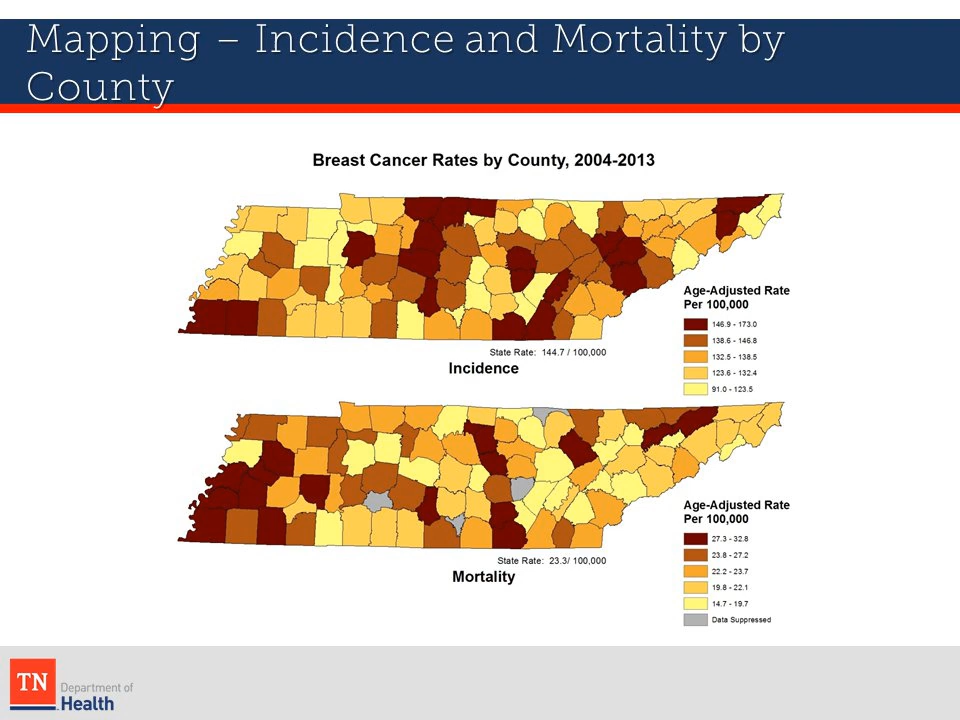 Mapping – Incidence and Mortality by
County
Breast Cancer Rates by County, 2004-2013
Age-Adjusted Rate
Per 100,000
146.9 - 173.0
138.6 - 146.8
132.5 - 138.5
123.6 - 132.4
91.0 - 123.5
State Rate: 144.7 / 100,000
Incidence
Age-Adjusted Rate
Per 100,000
27.3 - 32.8
23.8 - 27.2
22.2 - 23.7
19.8 - 22.1
14.7 - 19.7
Data Suppressed
State Rate: 23.3/ 100,000
Mortality
TN
Department of
Health